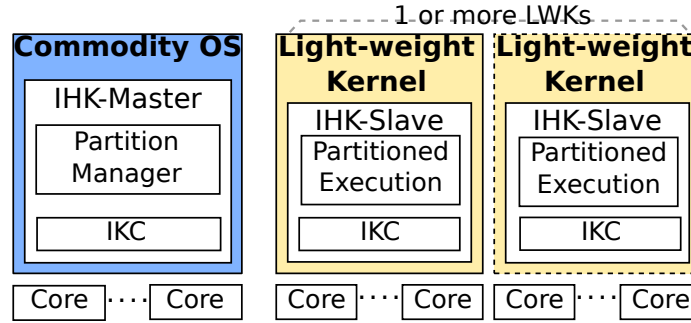 1 or more LWKs
Commodity OS
IHK-Master
Partition
Manager
IKC
Core ···· Core
Light-weight
Kernel
IHK-Slave
Partitioned
Execution
IKC
Core ···· Core
Light-weight
Kernel
IHK-Slave
Partitioned
Execution
IKC
Core ···· Core